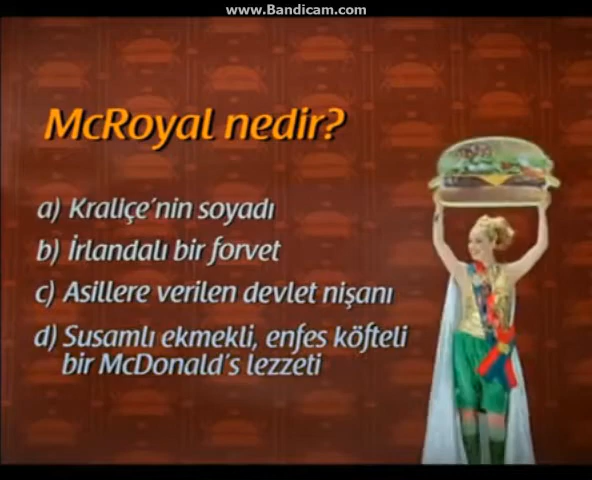 www.Bandicam.com
McRoyal nedir?
a) Kraliçe'nin soyadı
b) İrlandalı bir forvet
c) Asillere verilen devlet nişanı
d) Susamlı ekmekli, enfes köfteli
bir McDonald's lezzeti